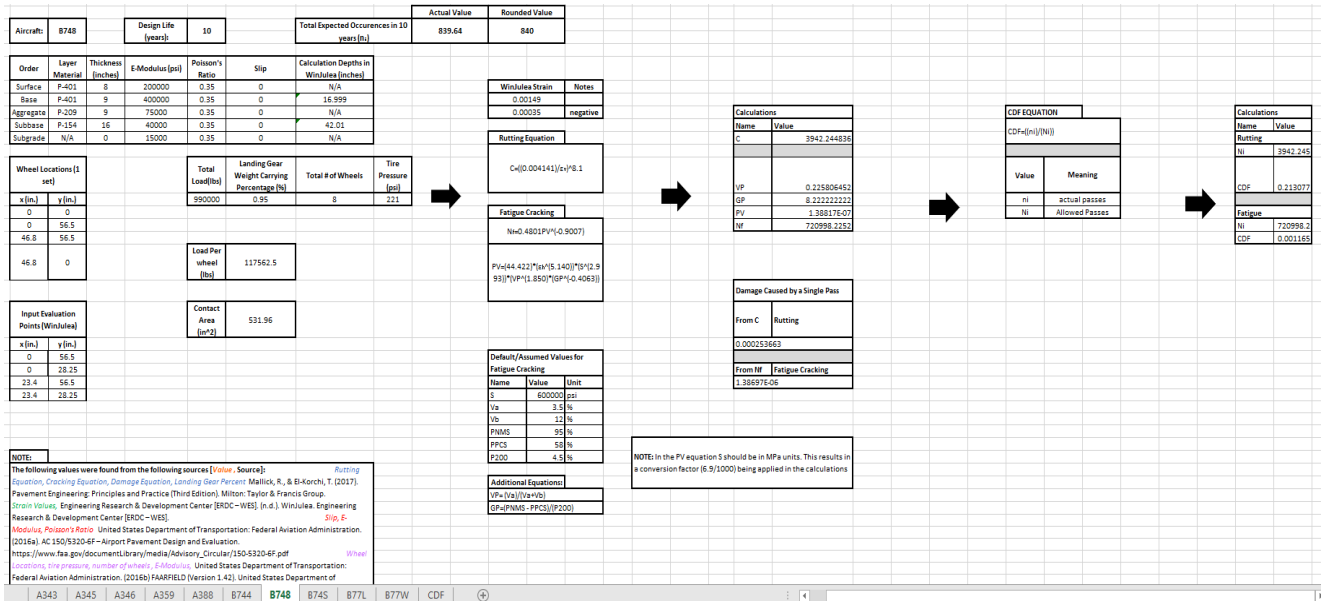 Actual Value Rounded Value
Aircraft: B748 Design Life (years): 10 Total Expected Occurences in 10 years (n₁) 839.64 840
Order Layer Material Thickness (inches) E-Modulus (psi) Poisson's Ratio Slip Calculation Depths in WinJulea (inches)
Surface P-401 8 200000 0.35 0 N/A
Base P-401 9 400000 0.35 0 16.999
Aggregate P-209 9 75000 0.35 0 N/A
Subbase P-154 16 40000 0.35 0 42.01
Subgrade N/A 0 15000 0.35 0 N/A
Wheel Locations (1 set)
x (in.) y (in.)
0 0
0 56.5
46.8 56.5
46.8 0
Total Load(lbs) Landing Gear Weight Carrying Percentage (%) Total # of Wheels Tire Pressure (psi)
990000 0.95 8 221
Load Per wheel (lbs) 117562.5
Contact Area (in^2) 531.96
Input Evaluation Points (WinJulea)
x (in.) y (in.)
0 56.5
0 28.25
23.4 56.5
23.4 28.25
WinJulea Strain Notes
0.00149
0.00035 negative
Rutting Equation
C=((0.004141)/εv)^8.1
Fatigue Cracking
Nf=0.4801PV^(-0.9007)
PV=(44.422)*(εh^(5.140))*(S^(2.9
93))*(VP^(1.850)*(GP^(-0.4063))
Default/Assumed Values for Fatigue Cracking
Name Value Unit
S 600000 psi
Va 3.5 %
Vb 12 %
PNMS 95 %
PPCS 58 %
P200 4.5 %
Additional Equations:
VP= (Va)/(Va+Vb)
GP=(PNMS - PPCS)/(P200)
Calculations
Name Value
C 3942.244836
VP 0.225806452
GP 8.222222222
PV 1.38817E-07
Nf 720998.2252
Damage Caused by a Single Pass
From C Rutting
0.000253663
From Nf Fatigue Cracking
1.38697E-06
NOTE: In the PV equation S should be in MPa units. This results
in a conversion factor (6.9/1000) being applied in the calculations
CDF EQUATION
CDF=((ni)/(Ni))
Value Meaning
ni actual passes
Ni Allowed Passes
Calculations
Name Value
Rutting
Ni 3942.245
CDF 0.213077
Fatigue
Ni 720998.2
CDF 0.001165
NOTE:
The following values were found from the following sources [Value, Source]: Rutting
Equation, Cracking Equation, Damage Equation, Landing Gear Percent Mallick, R., & El-Korchi, T. (2017).
Pavement Engineering: Principles and Practice (Third Edition). Milton: Taylor & Francis Group.
Strain Values, Engineering Research & Development Center [ERDC – WES]. (n.d.). WinJulea. Engineering
Research & Development Center [ERDC – WES]. Slip, E-
Modulus, Poisson's Ratio United States Department of Transportation: Federal Aviation Administration.
(2016a). AC 150/5320-6F – Airport Pavement Design and Evaluation.
https://www.faa.gov/documentLibrary/media/Advisory_Circular/150-5320-6F.pdf Wheel
Locations, tire pressure, number of wheels, E-Modulus, United States Department of Transportation:
Federal Aviation Administration. (2016b) FAARFIELD (Version 1.42). United States Department of
A343 A345 A346 A359 A388 B744 B748 B74S B77L B77W CDF